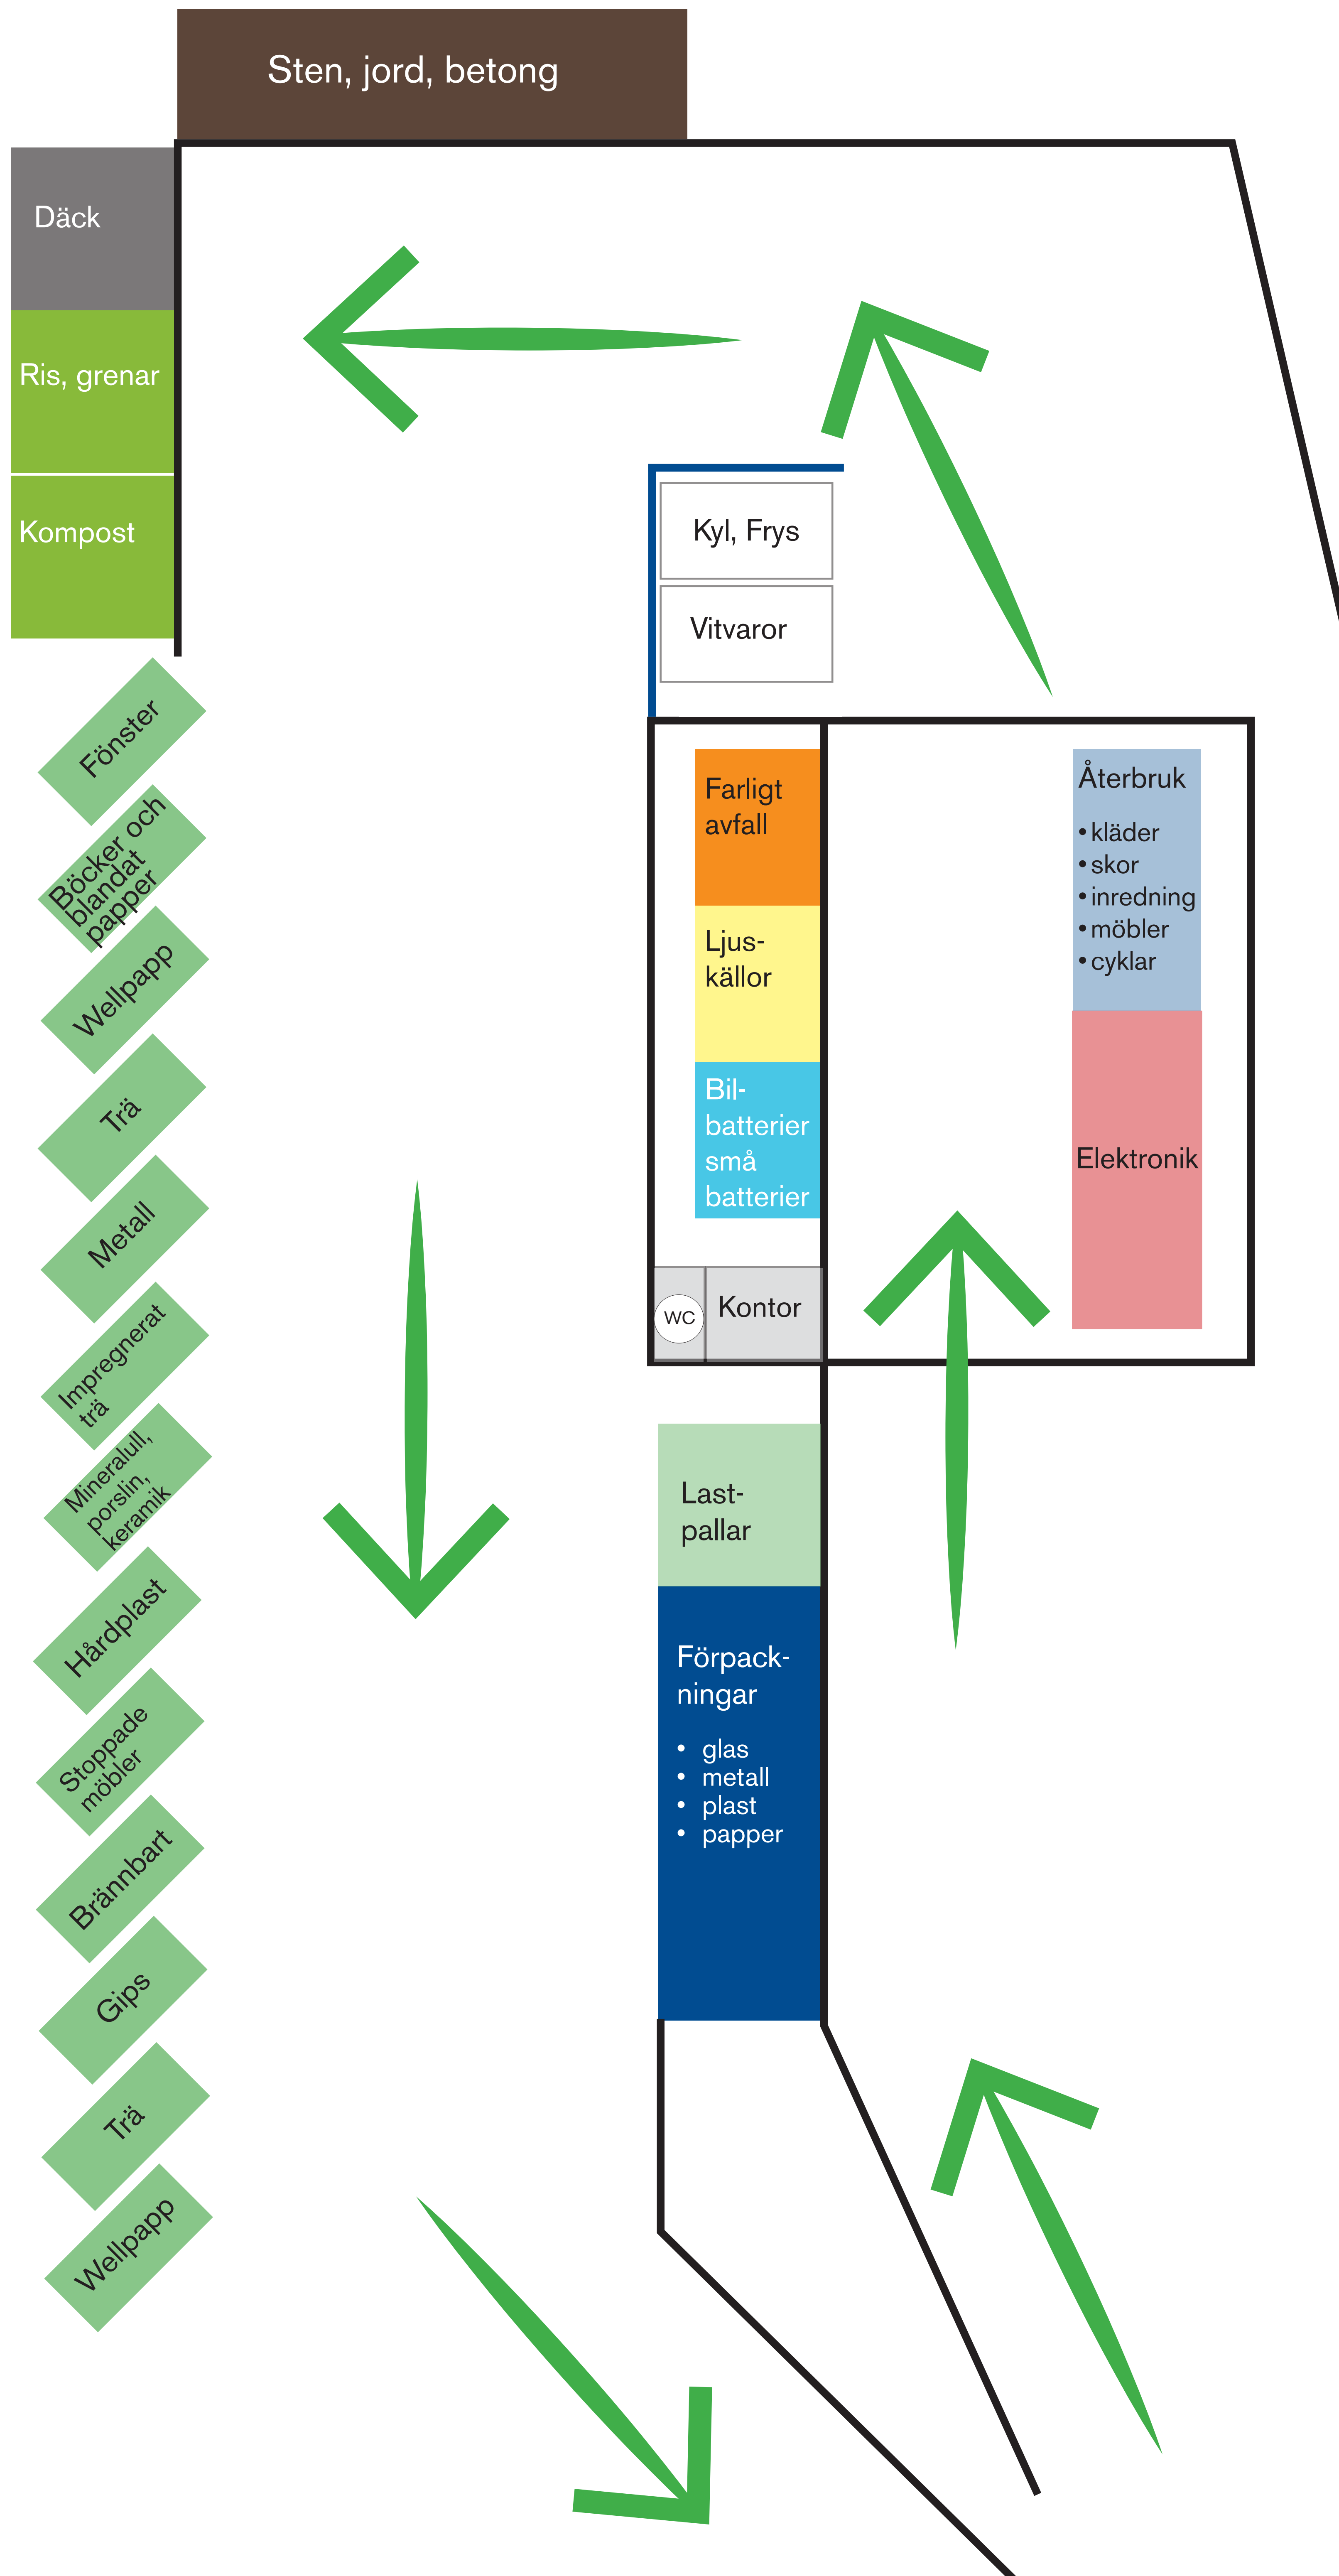 Sten, jord, betong
Däck
Ris, grenar
Kompost
Kyl, Frys
Vitvaror
Fönster
Böcker och
blandat
papper
Wellpapp
Trä
Metall
Impregnerat
trä
Mineralull,
porslin,
keramik
Hårdplast
Stoppade
möbler
Brännbart
Gips
Trä
Wellpapp
Farligt
avfall
Ljus-
källor
Bil-
batterier
små
batterier
WC
Kontor
Återbruk
• kläder
• skor
• inredning
• möbler
• cyklar
Elektronik
Last-
pallar
Förpack-
ningar
• glas
• metall
• plast
• papper